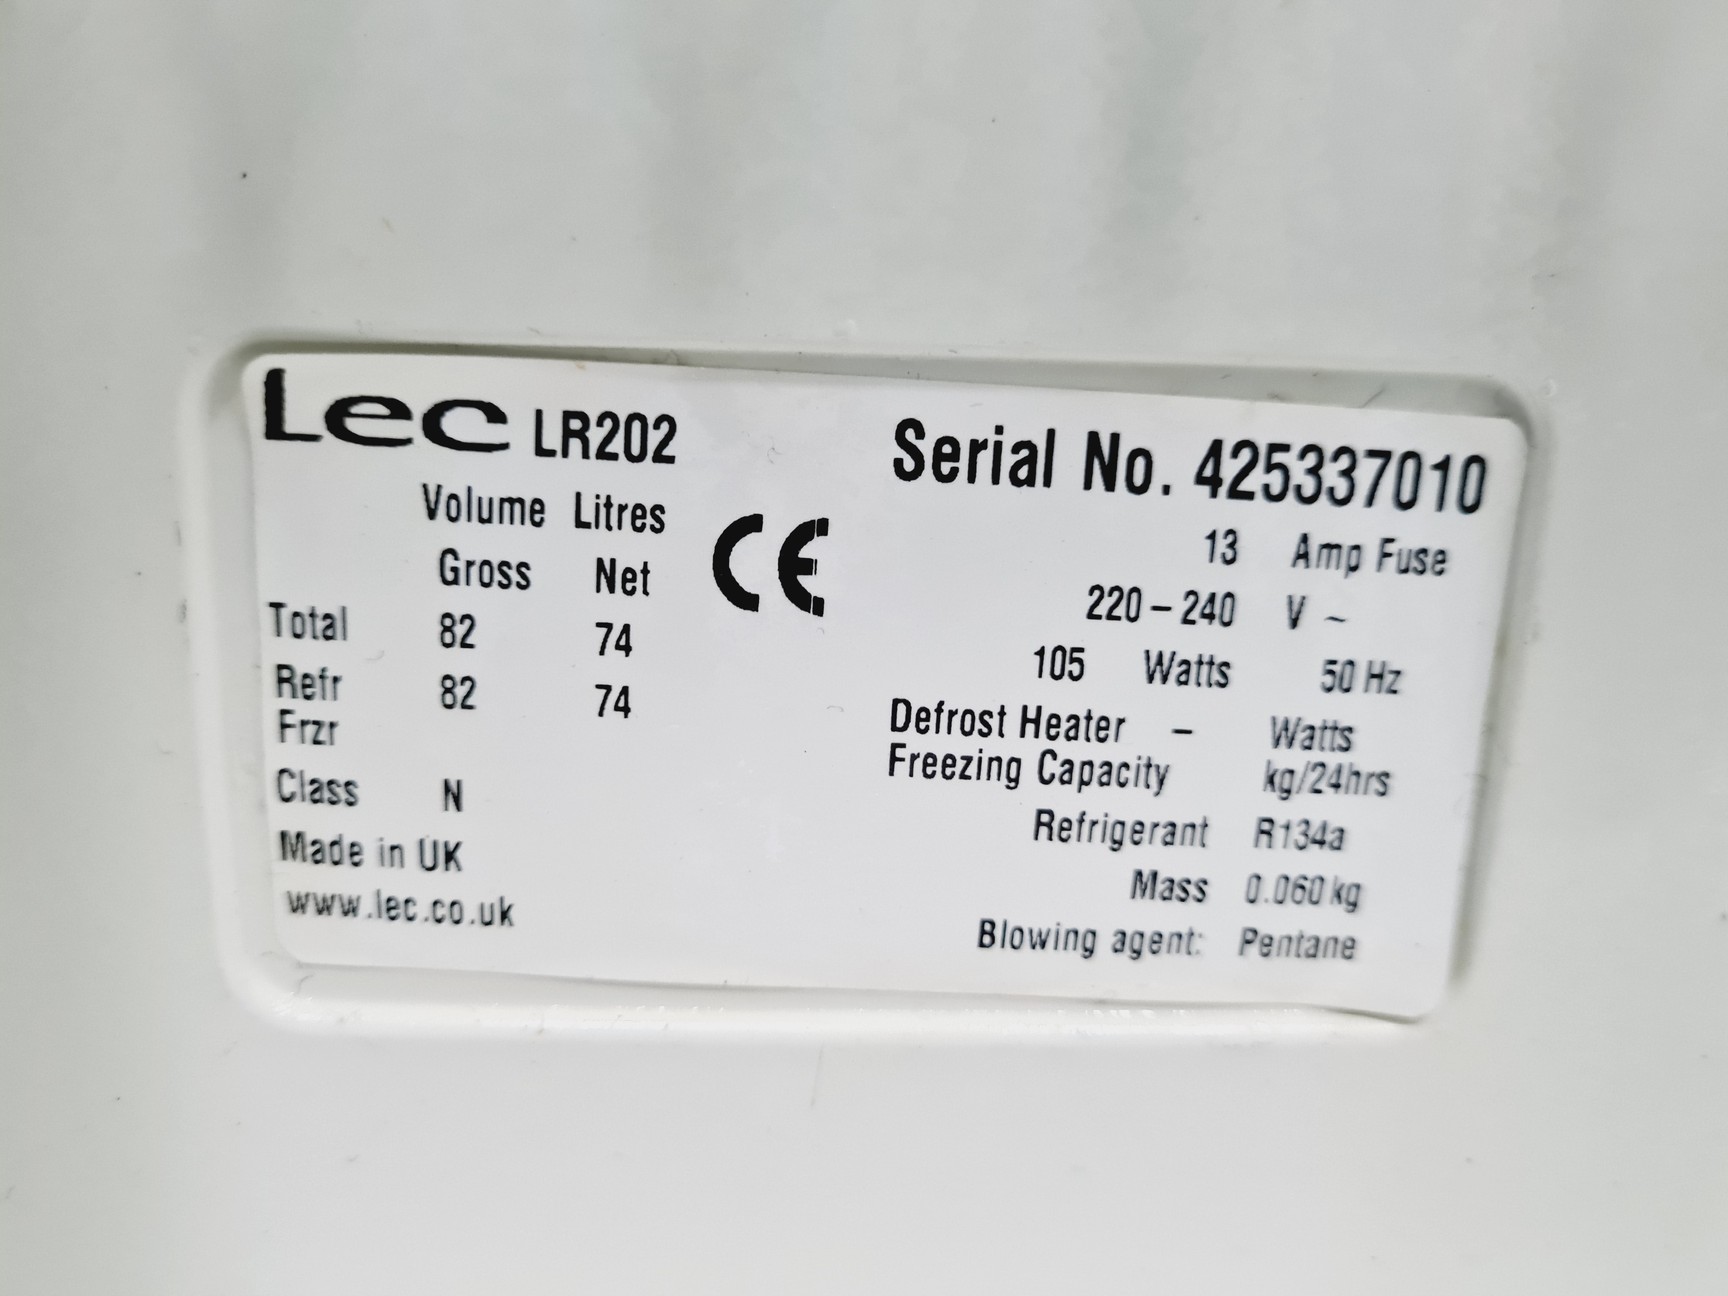 Lec LR202
Volume Litres
Gross Net
Total 82 74
Refr 82 74
Frzr
Class N
Made in UK
www.lec.co.uk
CE
Serial No. 425337010
13 Amp Fuse
220 – 240 V ~
105 Watts 50 Hz
Defrost Heater – Watts
Freezing Capacity kg/24hrs
Refrigerant R134a
Mass 0.060 kg
Blowing agent: Pentane